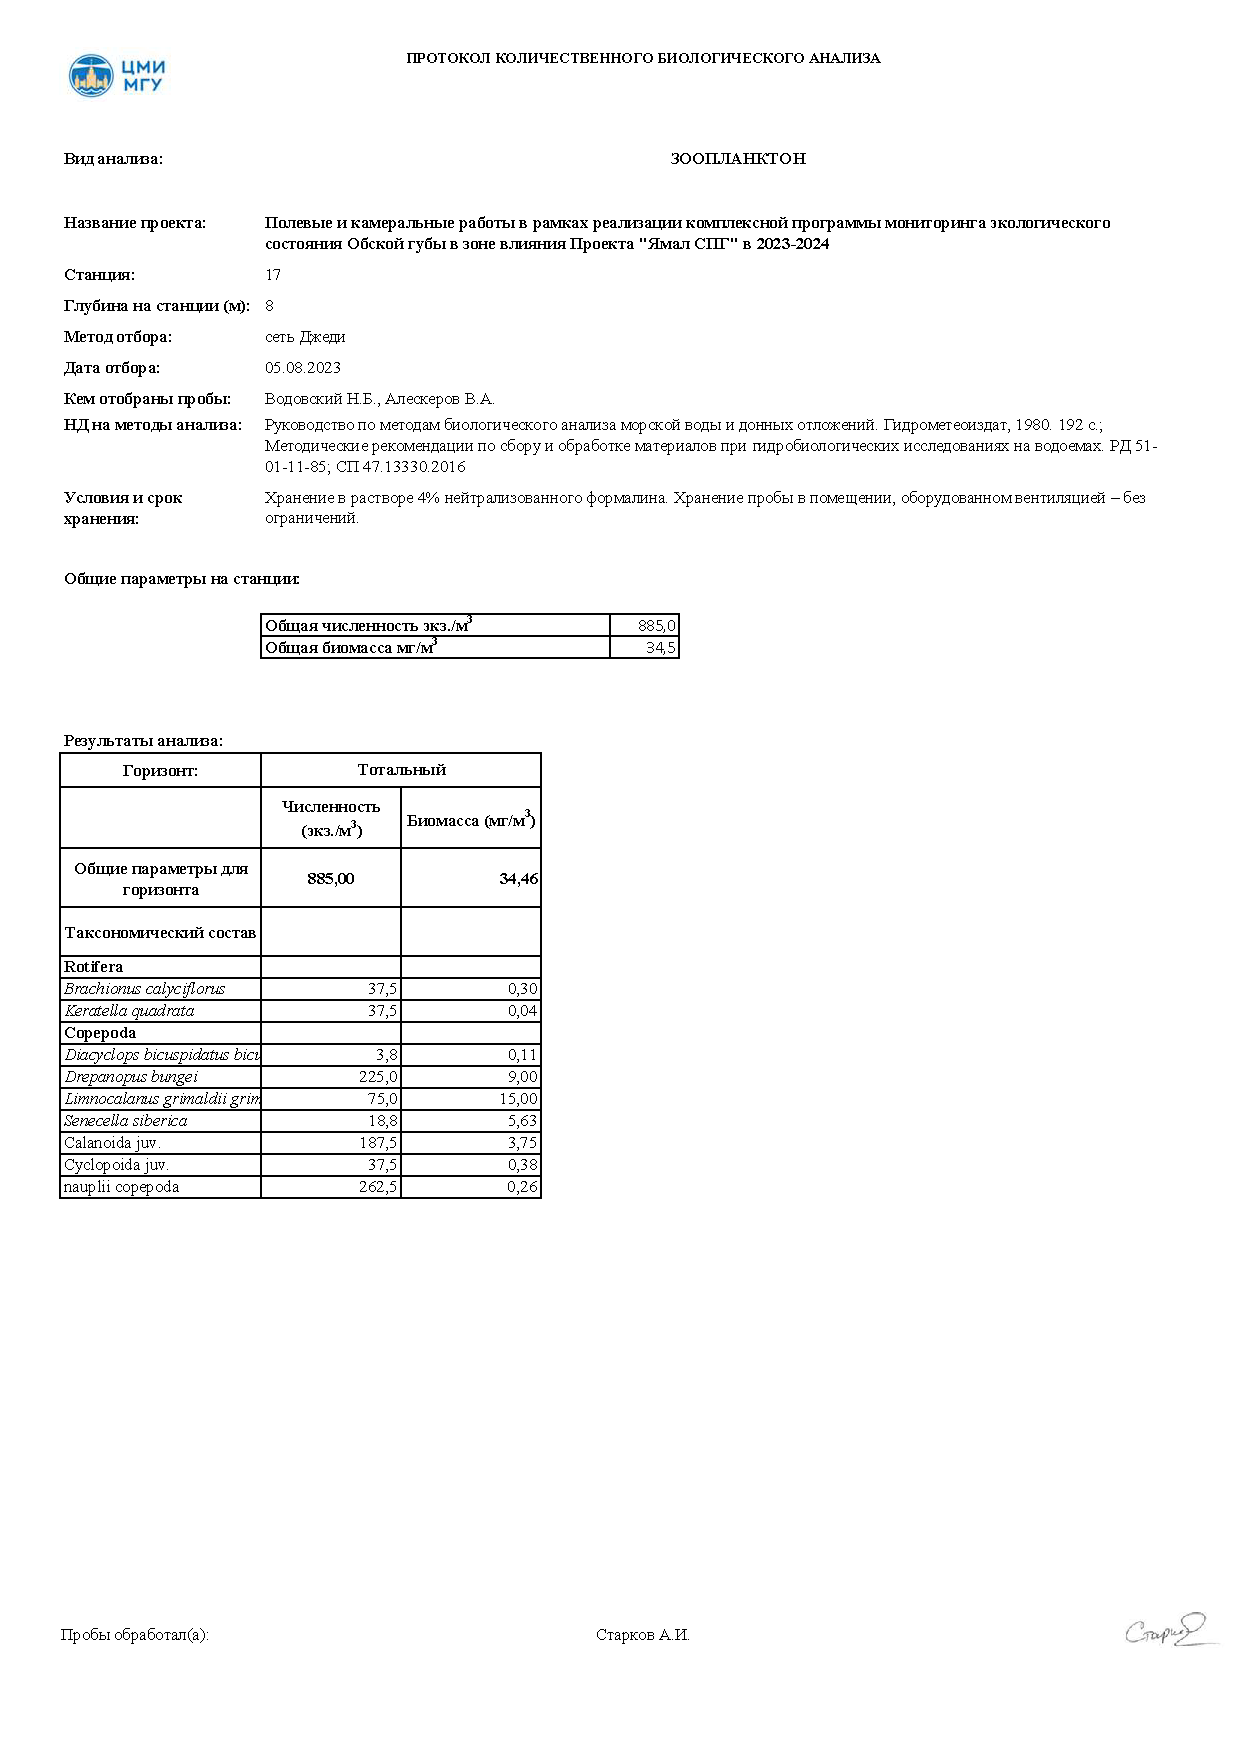 ЦМИ
МГУ
ПРОТОКОЛ КОЛИЧЕСТВЕННОГО БИОЛОГИЧЕСКОГО АНАЛИЗА
Вид анализа: ЗООПЛАНКТОН
Название проекта: Полевые и камеральные работы в рамках реализации комплексной программы мониторинга экологического
состояния Обской губы в зоне влияния Проекта "Ямал СПГ" в 2023-2024
Станция: 17
Глубина на станции (м): 8
Метод отбора: сеть Джеди
Дата отбора: 05.08.2023
Кем отобраны пробы: Водовский Н.Б., Алескеров В.А.
НД на методы анализа: Руководство по методам биологического анализа морской воды и донных отложений. Гидрометеоиздат, 1980. 192 с.;
Методические рекомендации по сбору и обработке материалов при гидробиологических исследованиях на водоемах. РД 51-
01-11-85; СП 47.13330.2016
Условия и срок Хранение в растворе 4% нейтрализованного формалина. Хранение пробы в помещении, оборудованном вентиляцией – без
хранения: ограничений.
Общие параметры на станции:
Общая численность экз./м³ 885,0
Общая биомасса мг/м³ 34,5
Результаты анализа:
Горизонт: Тотальный
Численность
(экз./м³) Биомасса (мг/м³)
Общие параметры для
горизонта 885,00 34,46
Таксономический состав
Rotifera
Brachionus calyciflorus 37,5 0,30
Keratella quadrata 37,5 0,04
Copepoda
Diacyclops bicuspidatus bicu 3,8 0,11
Drepanopus bungei 225,0 9,00
Limnocalanus grimaldii grim 75,0 15,00
Senecella siberica 18,8 5,63
Calanoida juv. 187,5 3,75
Cyclopoida juv. 37,5 0,38
nauplii copepoda 262,5 0,26
Пробы обработал(а): Старков А.И.